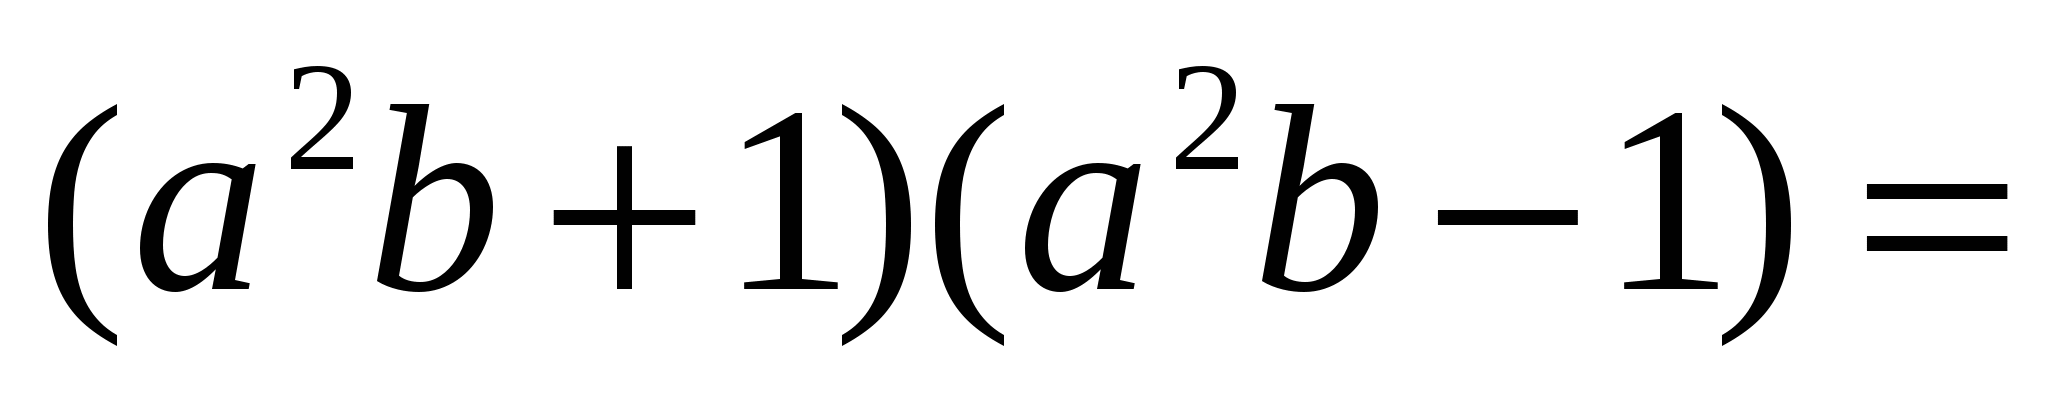 (a²b + 1)(a²b − 1) =